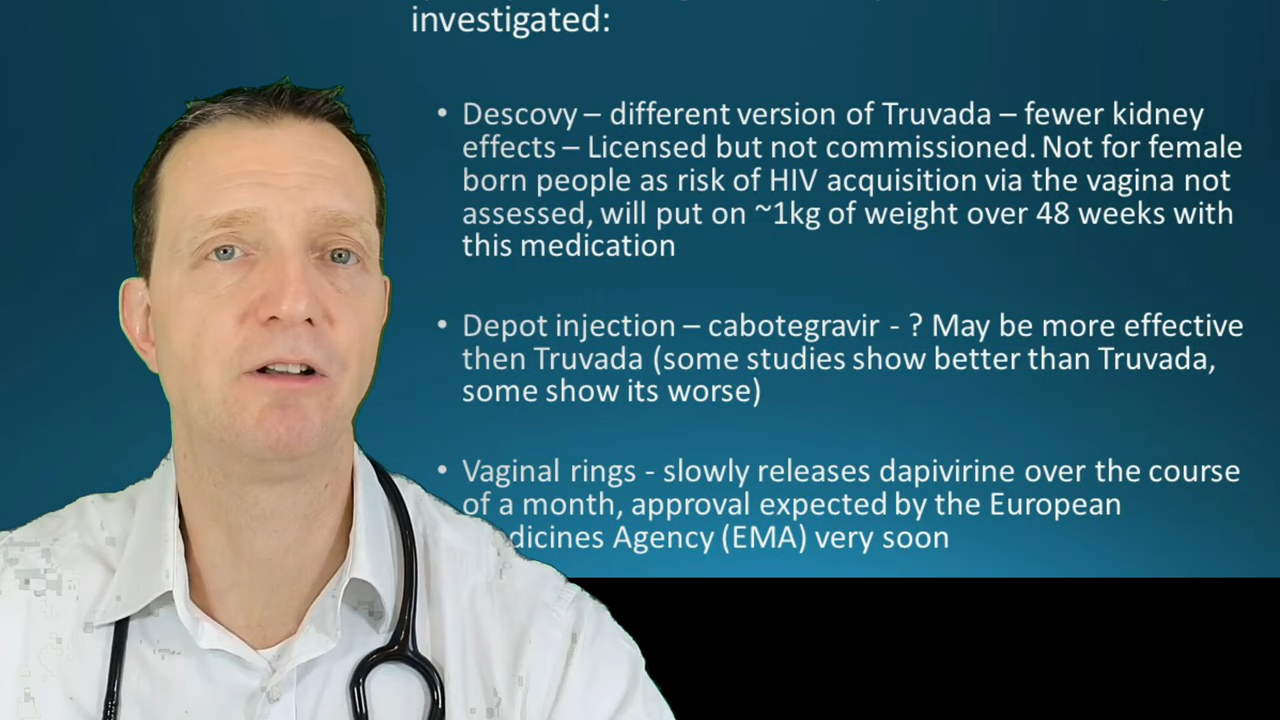 investigated:
• Descovy – different version of Truvada – fewer kidney
effects – Licensed but not commissioned. Not for female
born people as risk of HIV acquisition via the vagina not
assessed, will put on ~1kg of weight over 48 weeks with
this medication
• Depot injection – cabotegravir - ? May be more effective
then Truvada (some studies show better than Truvada,
some show its worse)
• Vaginal rings - slowly releases dapivirine over the course
of a month, approval expected by the European
dicines Agency (EMA) very soon